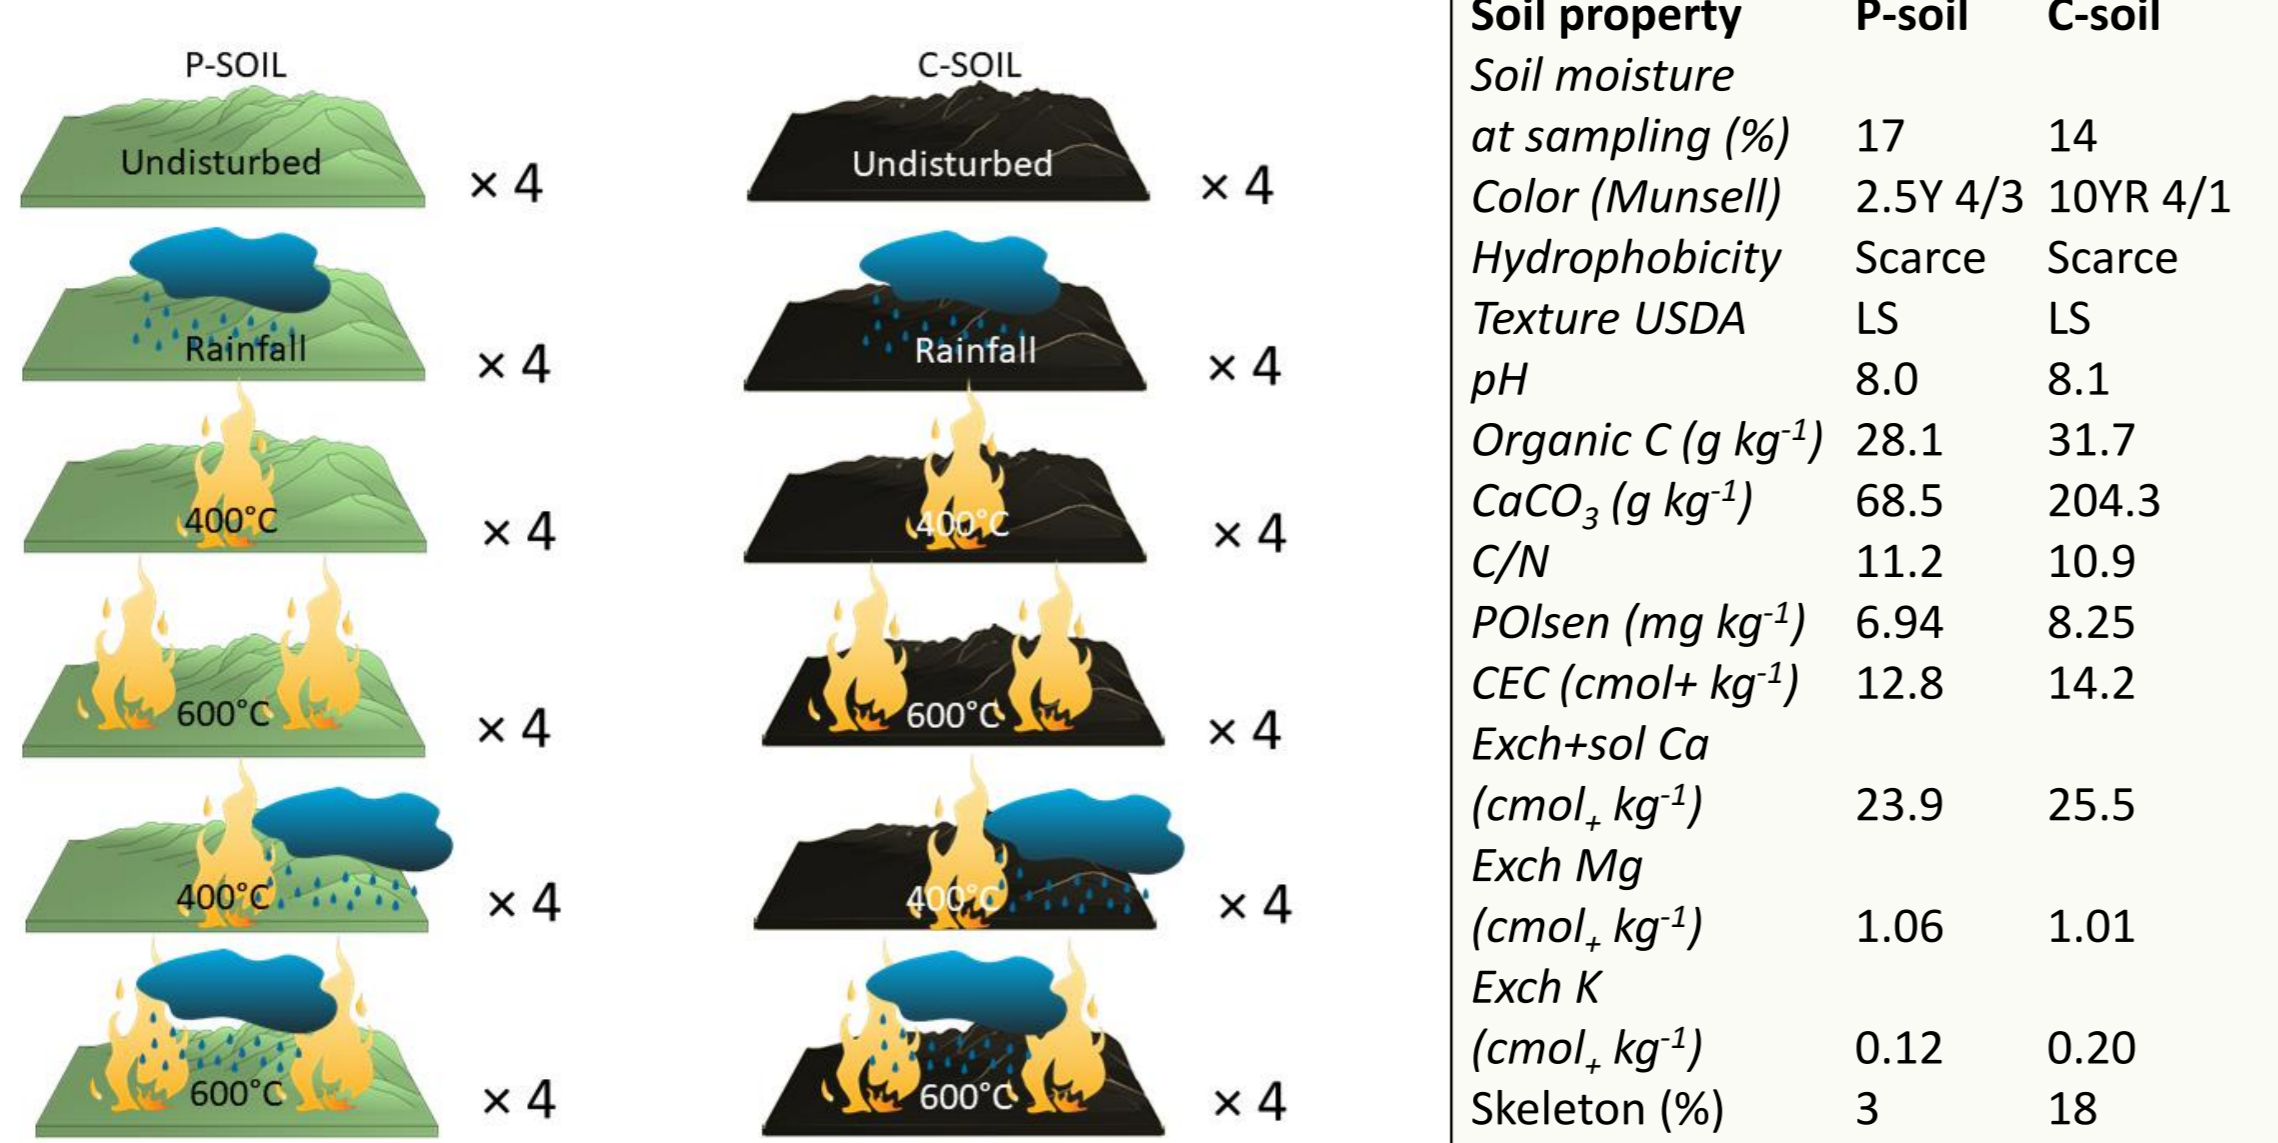 P-SOIL
Undisturbed
× 4
Rainfall
× 4
400°C
× 4
600°C
× 4
400°C
× 4
600°C
× 4
C-SOIL
Undisturbed
× 4
Rainfall
× 4
400°C
× 4
600°C
× 4
400°C
× 4
600°C
× 4
Soil property P-soil C-soil
Soil moisture
at sampling (%) 17 14
Color (Munsell) 2.5Y 4/3 10YR 4/1
Hydrophobicity Scarce Scarce
Texture USDA LS LS
pH 8.0 8.1
Organic C (g kg⁻¹) 28.1 31.7
CaCO₃ (g kg⁻¹) 68.5 204.3
C/N 11.2 10.9
POlsen (mg kg⁻¹) 6.94 8.25
CEC (cmol+ kg⁻¹) 12.8 14.2
Exch+sol Ca
(cmol₊ kg⁻¹) 23.9 25.5
Exch Mg
(cmol₊ kg⁻¹) 1.06 1.01
Exch K
(cmol₊ kg⁻¹) 0.12 0.20
Skeleton (%) 3 18